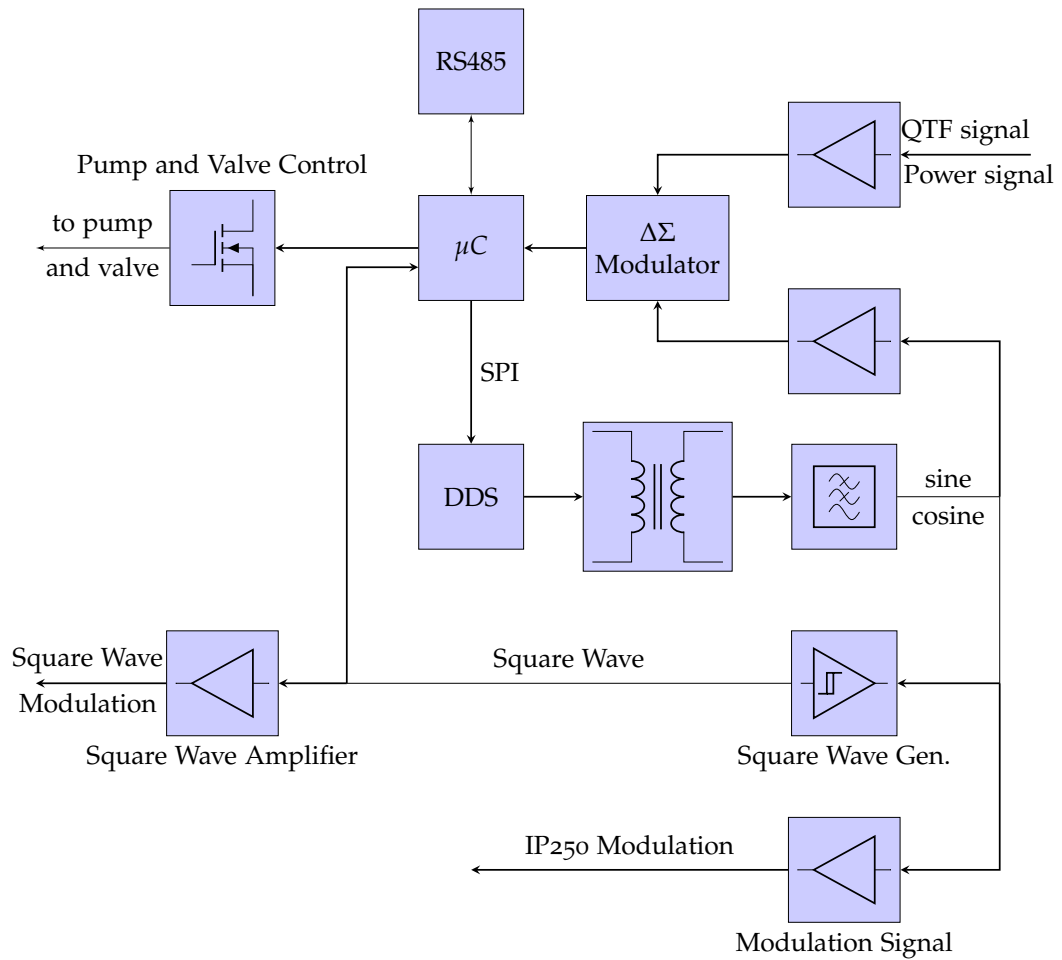 RS485
QTF signal
Power signal
Pump and Valve Control
to pump
and valve
μC
ΔΣ
Modulator
SPI
DDS
sine
cosine
Square Wave
Modulation
Square Wave
Square Wave Amplifier
Square Wave Gen.
IP250 Modulation
Modulation Signal